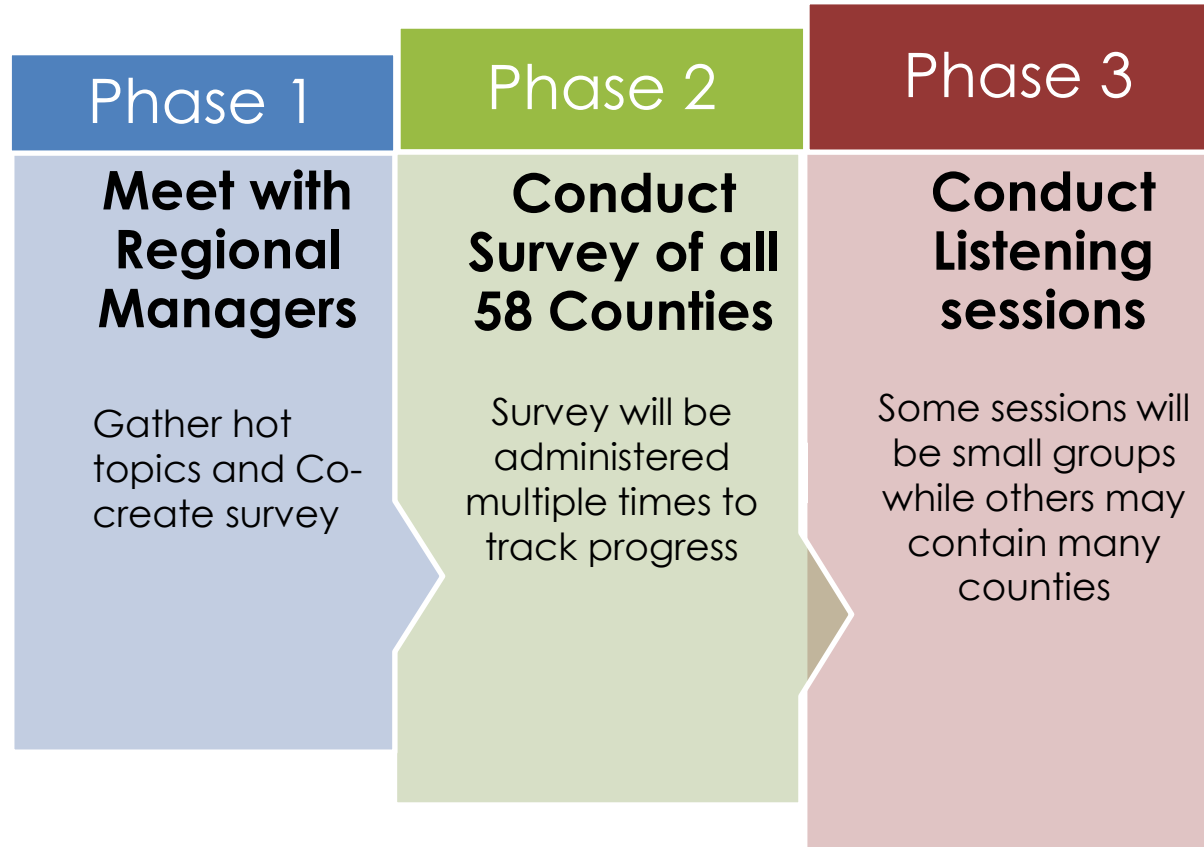 Phase 1
Meet with
Regional
Managers
Gather hot
topics and Co-
create survey
Phase 2
Conduct
Survey of all
58 Counties
Survey will be
administered
multiple times to
track progress
Phase 3
Conduct
Listening
sessions
Some sessions will
be small groups
while others may
contain many
counties